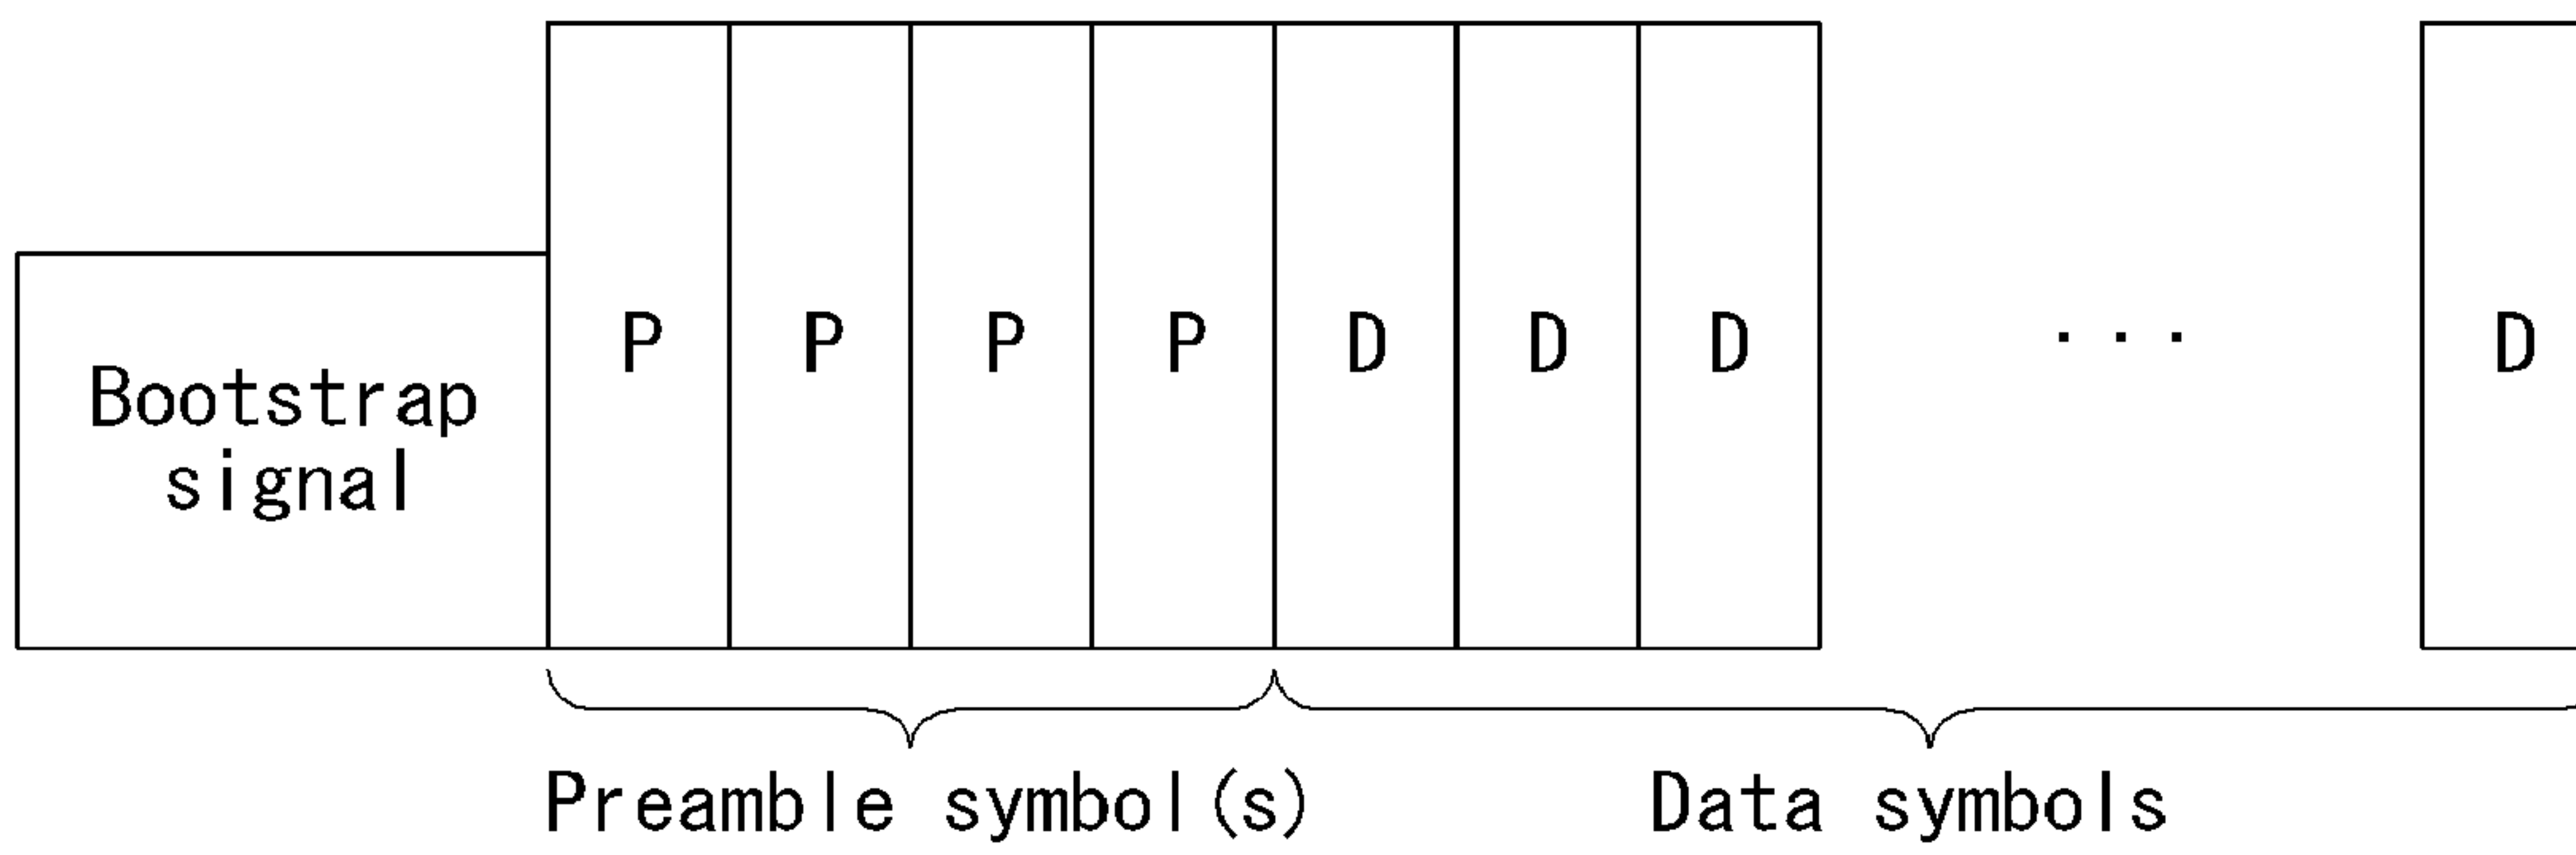 P P P P D D D ... D
Bootstrap
signal
Preamble symbol(s) Data symbols